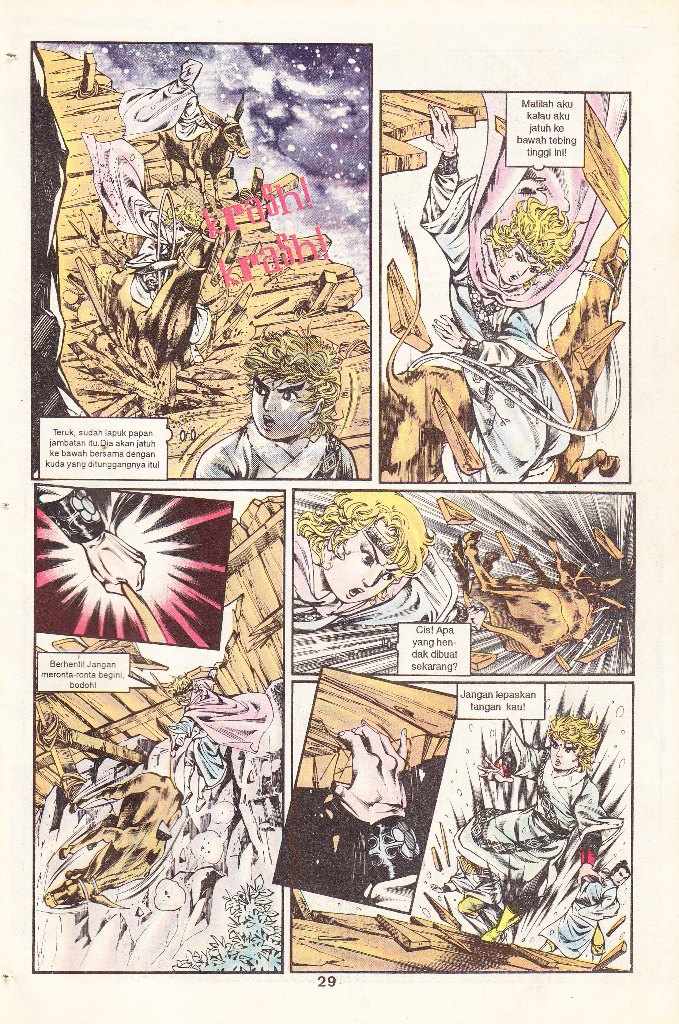 kraiih!
kraiih!
Teruk, sudah lapuk papan
jambatan itu. Dia akan jatuh
ke bawah bersama dengan
kuda yang ditunggangnya itu!
Matilah aku
kalau aku
jatuh ke
bawah tebing
tinggi ini!
Berhenti! Jangan
meronta-ronta begini,
bodoh!
Cis! Apa
yang hen-
dak dibuat
sekarang?
Jangan lepaskan
tangan kau!
29